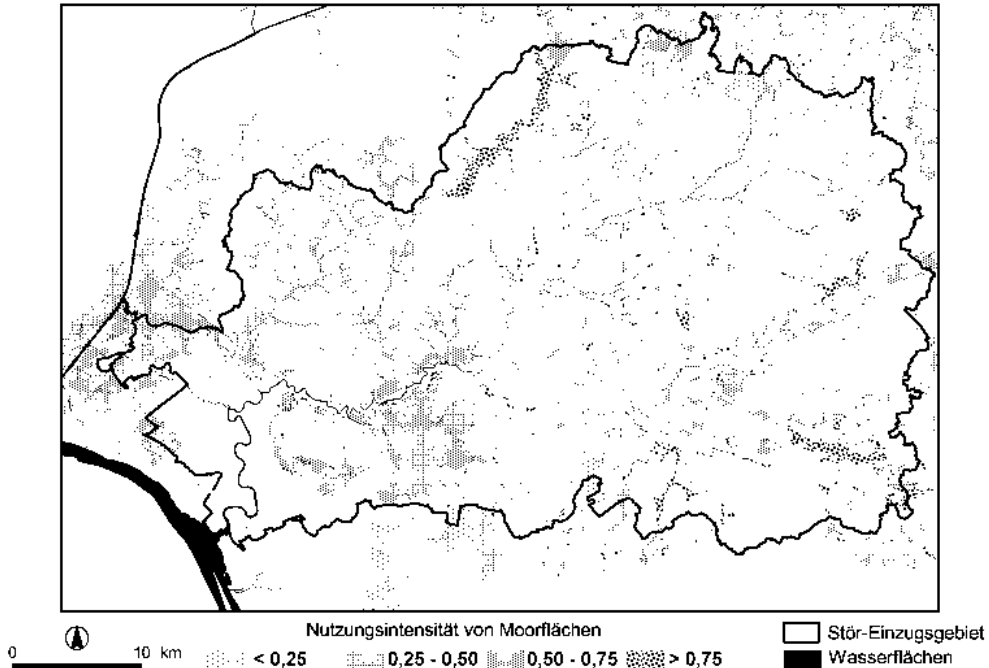 Nutzungsintensität von Moorflächen
0 10 km
< 0,25 0,25 - 0,50 0,50 - 0,75 > 0,75
Stör-Einzugsgebiet
Wasserflächen